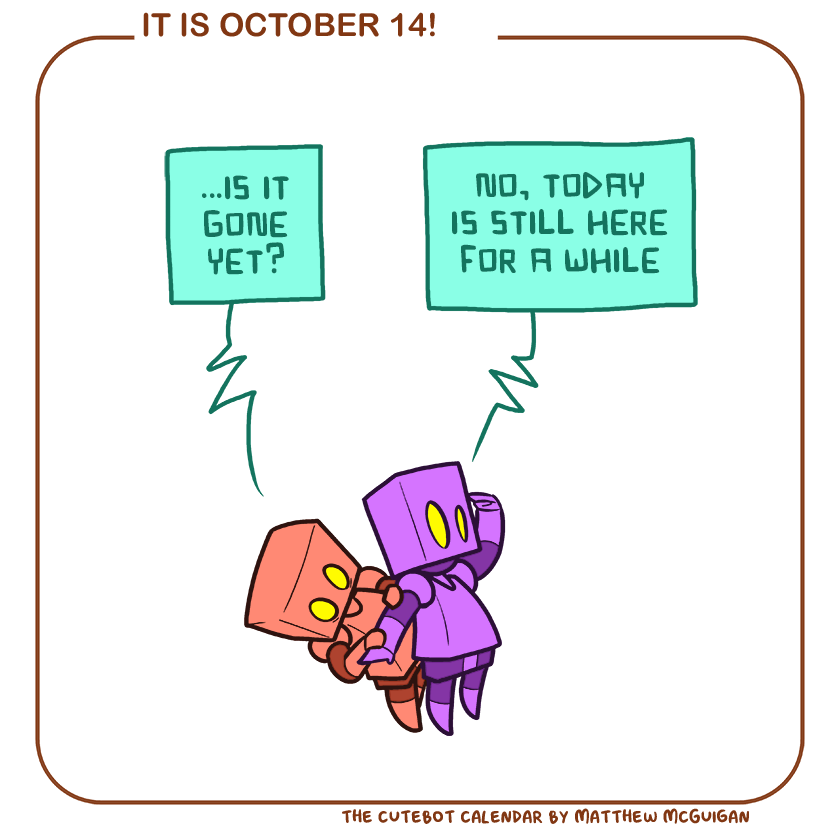 IT IS OCTOBER 14!
...IS IT
GONE
YET?
NO, TODAY
IS STILL HERE
FOR A WHILE
THE CUTEBOT CALENDAR BY MATTHEW MCGUIGAN